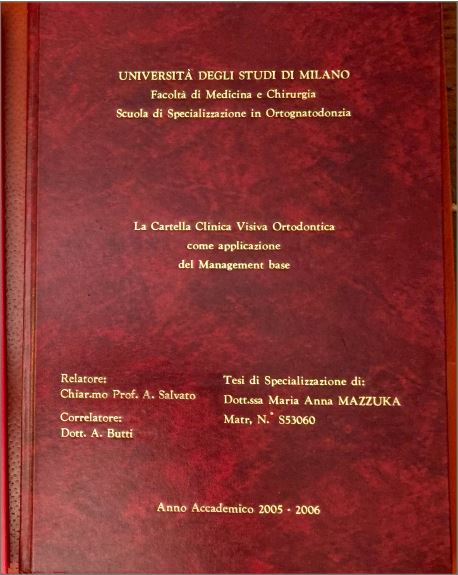 UNIVERSITÀ DEGLI STUDI DI MILANO
Facoltà di Medicina e Chirurgia
Scuola di Specializzazione in Ortognatodonzia
La Cartella Clinica Visiva Ortodontica
come applicazione
del Management base
Relatore:
Chiar.mo Prof. A. Salvato
Correlatore:
Dott. A. Butti
Tesi di Specializzazione di:
Dott.ssa Maria Anna MAZZUKA
Matr, N.° S53060
Anno Accademico 2005 - 2006